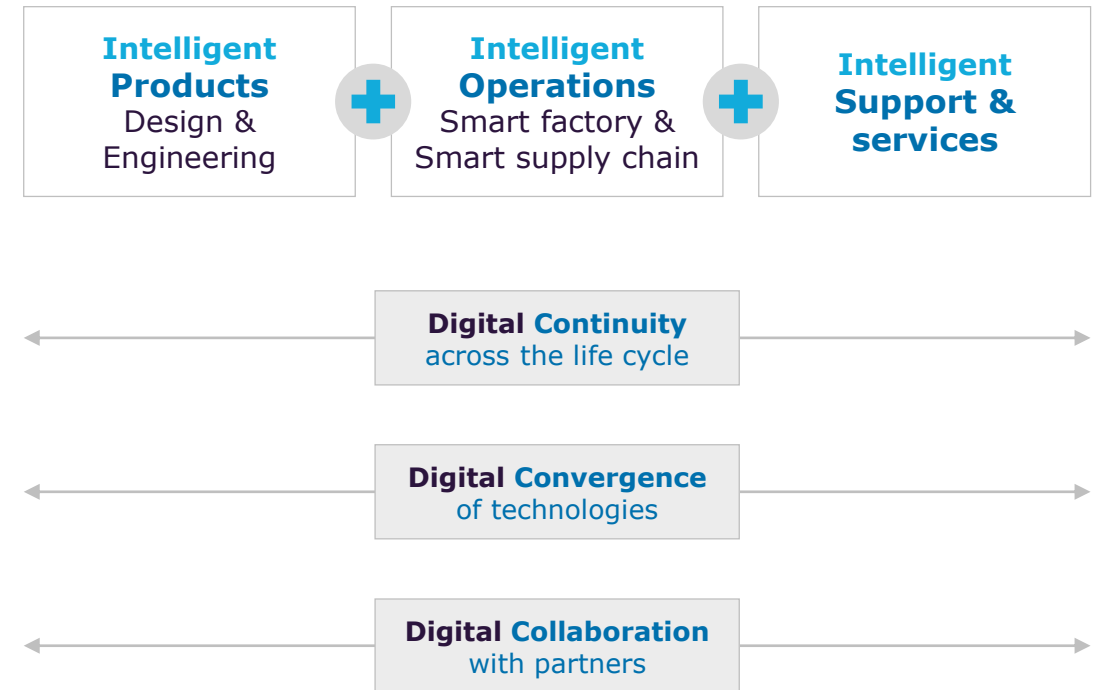 Intelligent
Products
Design &
Engineering
Intelligent
Operations
Smart factory &
Smart supply chain
Intelligent
Support &
services
Digital Continuity
across the life cycle
Digital Convergence
of technologies
Digital Collaboration
with partners